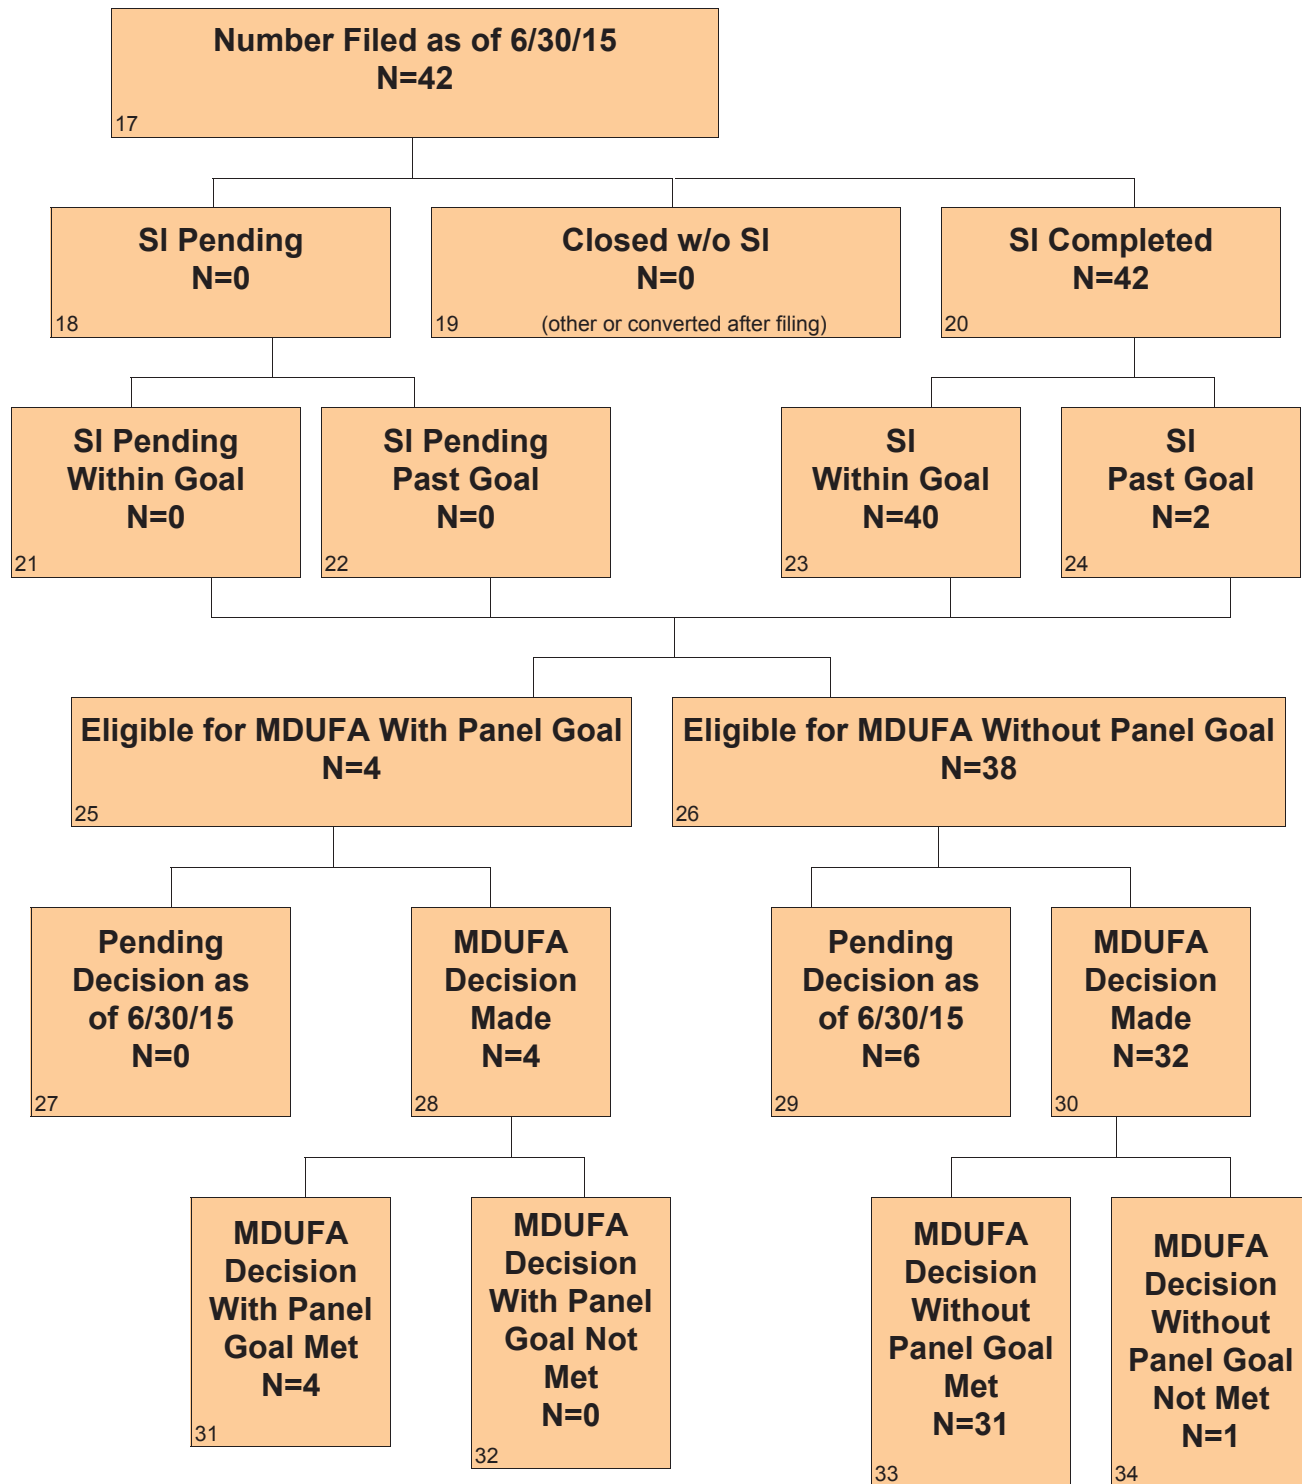 Number Filed as of 6/30/15
N=42
17
SI Pending
N=0
18
Closed w/o SI
N=0
19
(other or converted after filing)
SI Completed
N=42
20
SI Pending
Within Goal
N=0
21
SI Pending
Past Goal
N=0
22
SI
Within Goal
N=40
23
SI
Past Goal
N=2
24
Eligible for MDUFA With Panel Goal
N=4
25
Eligible for MDUFA Without Panel Goal
N=38
26
Pending
Decision as
of 6/30/15
N=0
27
MDUFA
Decision
Made
N=4
28
Pending
Decision as
of 6/30/15
N=6
29
MDUFA
Decision
Made
N=32
30
MDUFA
Decision
With Panel
Goal Met
N=4
31
MDUFA
Decision
With Panel
Goal Not
Met
N=0
32
MDUFA
Decision
Without
Panel Goal
Met
N=31
33
MDUFA
Decision
Without
Panel Goal
Not Met
N=1
34